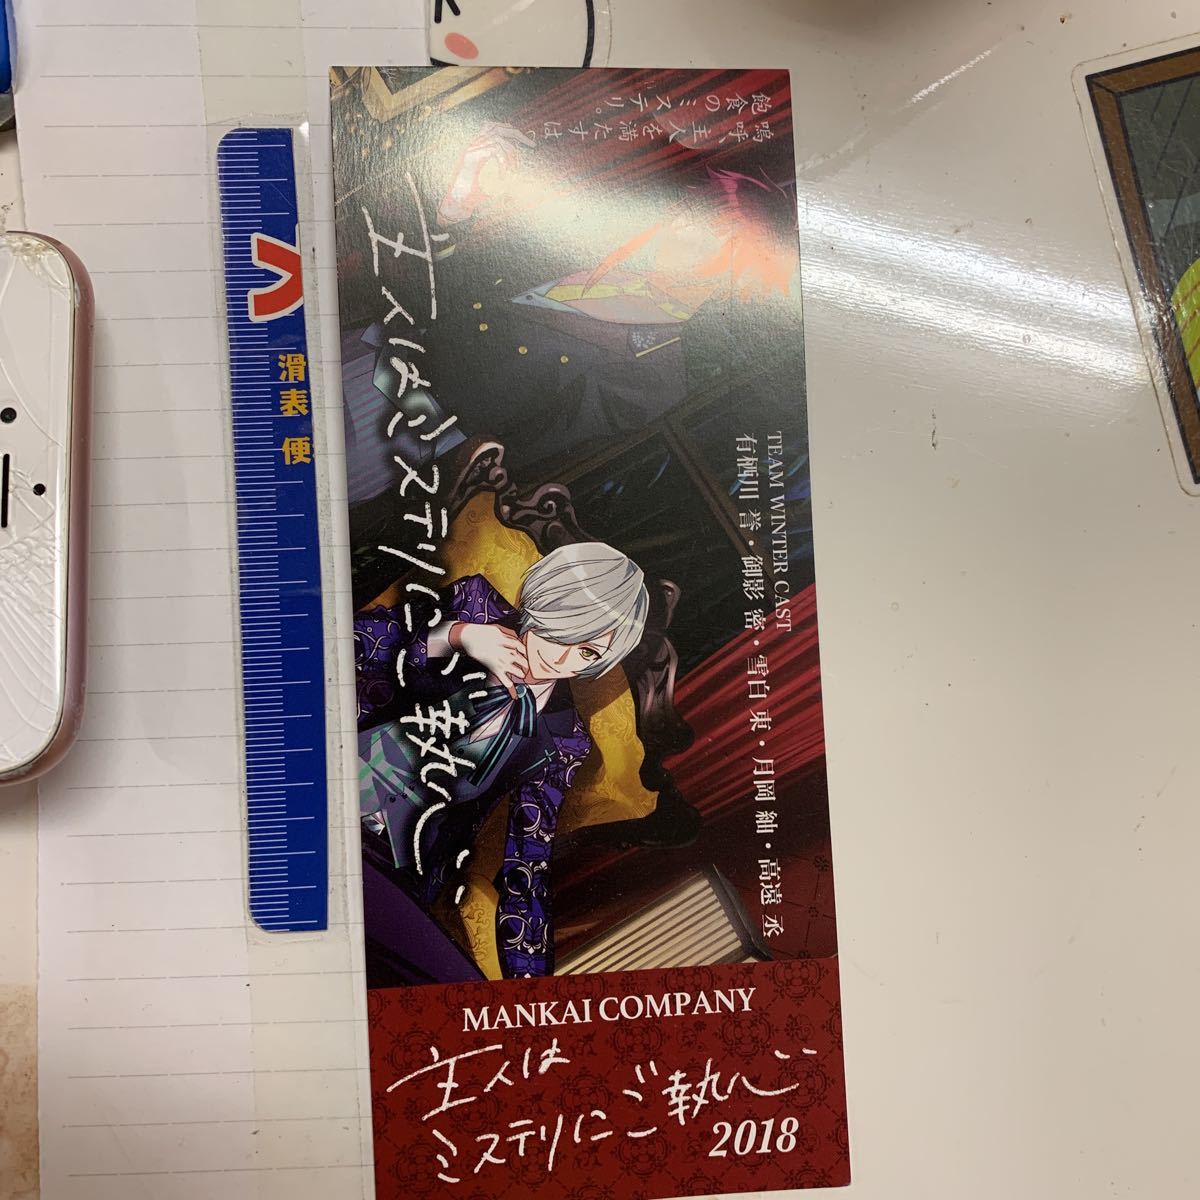 嗚呼、主人を満たすは。
飽食のミステリ。
主人はミステリにご執心
TEAM WINTER CAST
有栖川 誉・御影 密・雪白 東・月岡 紬・高遠 丞
MANKAI COMPANY
主人は
ミステリにご執心
2018
滑
表
便
K